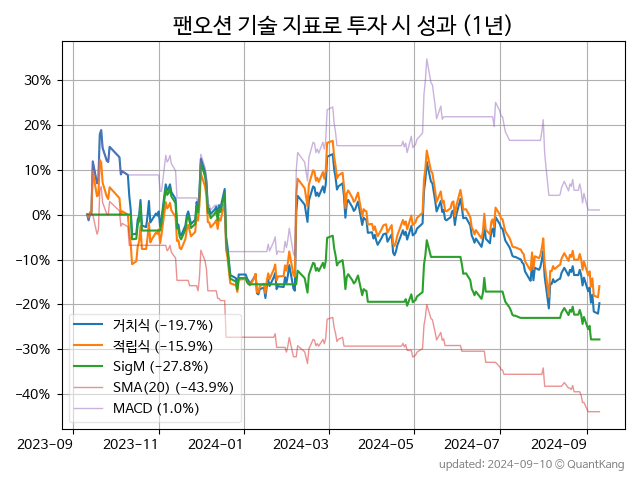 팬오션 기술 지표로 투자 시 성과 (1년)
30%
20%
10%
0%
−10%
−20%
−30%
−40%
거치식 (−19.7%)
적립식 (−15.9%)
SigM (−27.8%)
SMA(20) (−43.9%)
MACD (1.0%)
2023-09 2023-11 2024-01 2024-03 2024-05 2024-07 2024-09
updated: 2024-09-10 ⓒ QuantKang